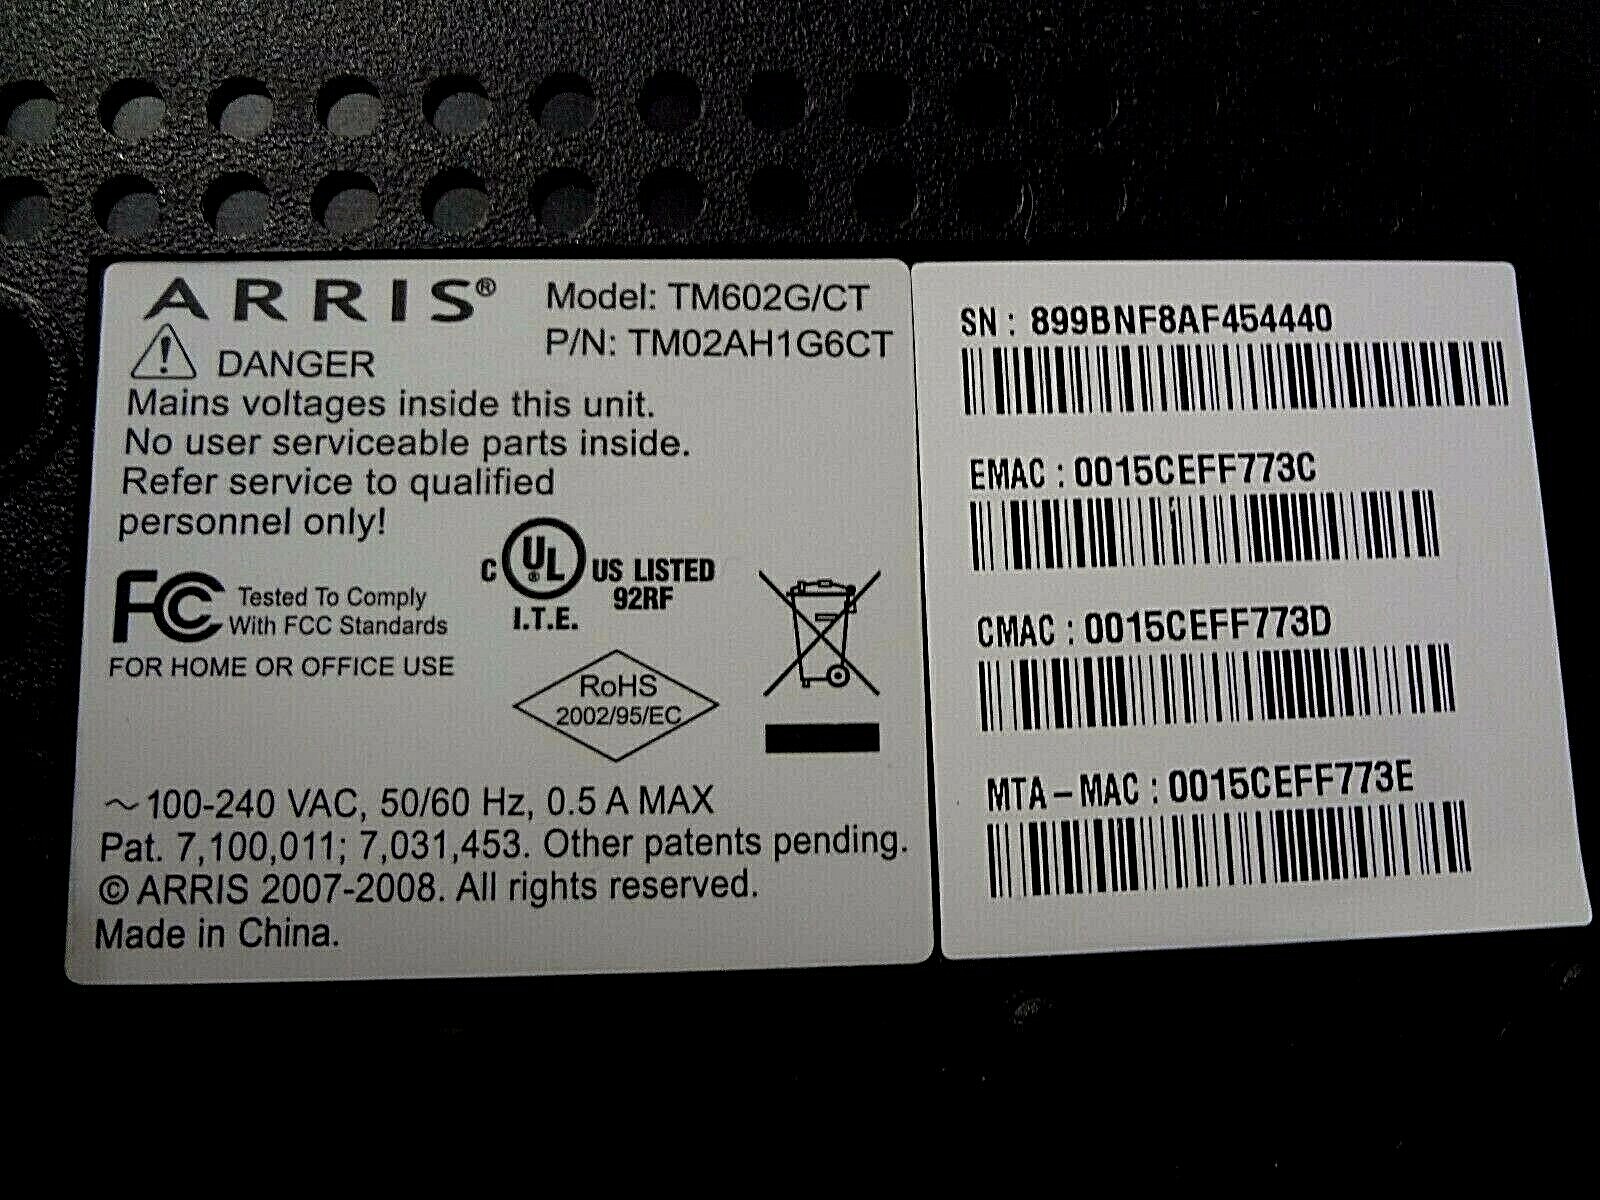 ARRIS®
Model: TM602G/CT
P/N: TM02AH1G6CT
DANGER
Mains voltages inside this unit.
No user serviceable parts inside.
Refer service to qualified
personnel only!
FC Tested To Comply
With FCC Standards
FOR HOME OR OFFICE USE
C UL® US LISTED
92RF
I.T.E.
RoHS
2002/95/EC
~100-240 VAC, 50/60 Hz, 0.5 A MAX
Pat. 7,100,011; 7,031,453. Other patents pending.
© ARRIS 2007-2008. All rights reserved.
Made in China.
SN : 899BNF8AF454440
EMAC : 0015CEFF773C
CMAC : 0015CEFF773D
MTA-MAC : 0015CEFF773E